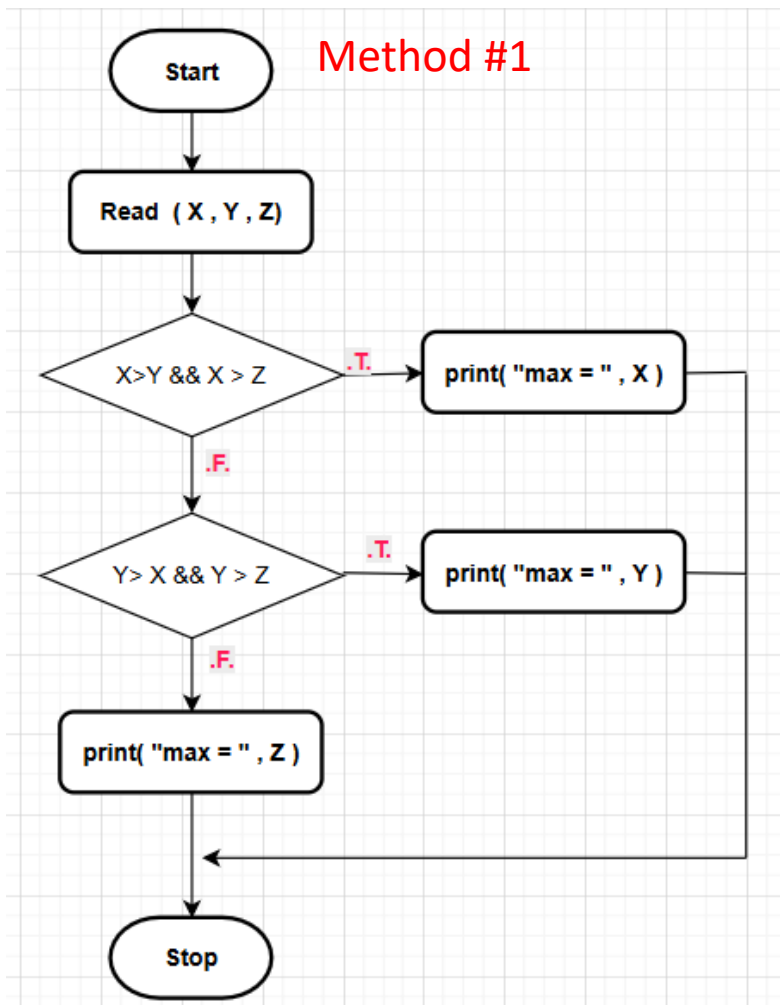 Method #1
Start
Read ( X , Y , Z)
X>Y && X > Z
.T.
print( "max = " , X )
.F.
Y> X && Y > Z
.T.
print( "max = " , Y )
.F.
print( "max = " , Z )
Stop